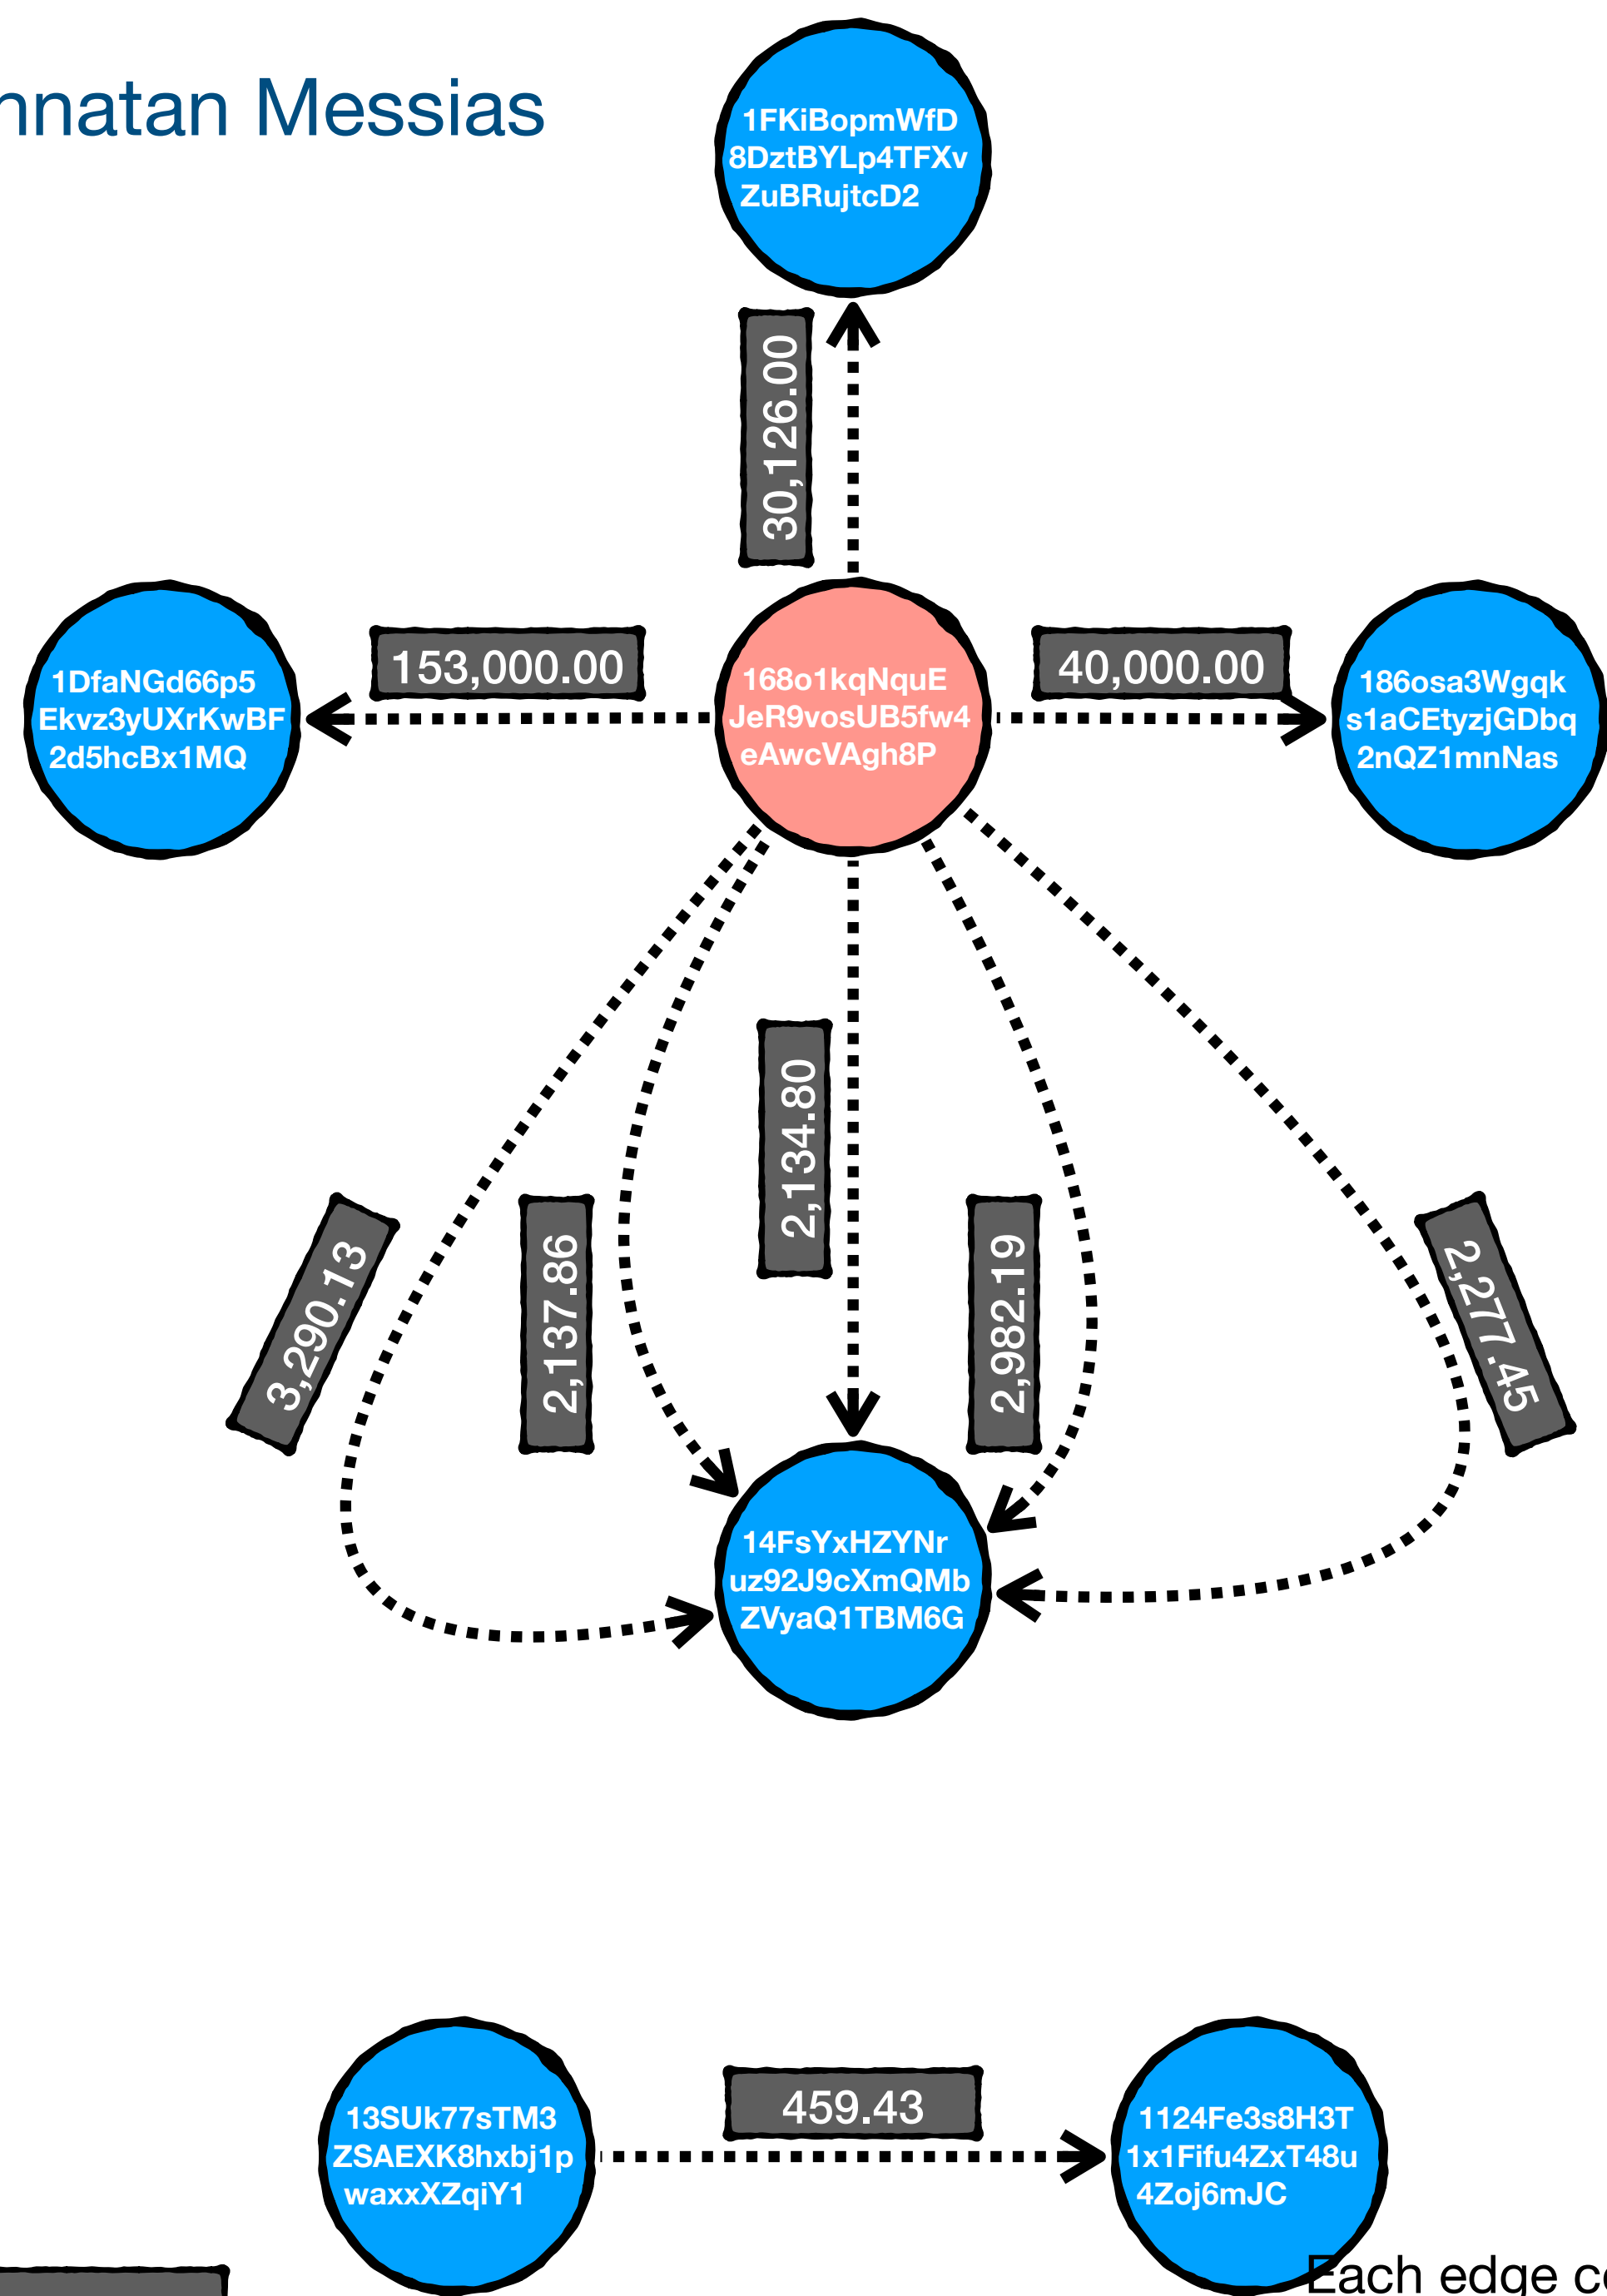 nnatan Messias
1FKiBopmWfD
8DztBYLp4TFXv
ZuBRujtcD2
30,126.00
153,000.00
40,000.00
1DfaNGd66p5
Ekvz3yUXrKwBF
2d5hcBx1MQ
168o1kqNquE
JeR9vosUB5fw4
eAwcVAgh8P
186osa3Wgqk
s1aCEtyzjGDbq
2nQZ1mnNas
3,290.13
2,137.86
2,134.80
2,982.19
2,277.45
14FsYxHZYNr
uz92J9cXmQMb
ZVyaQ1TBM6G
459.43
13SUk77sTM3
ZSAEXK8hxbj1p
waxxXZqiY1
1124Fe3s8H3T
1x1Fifu4ZxT48u
4Zoj6mJC
Each edge